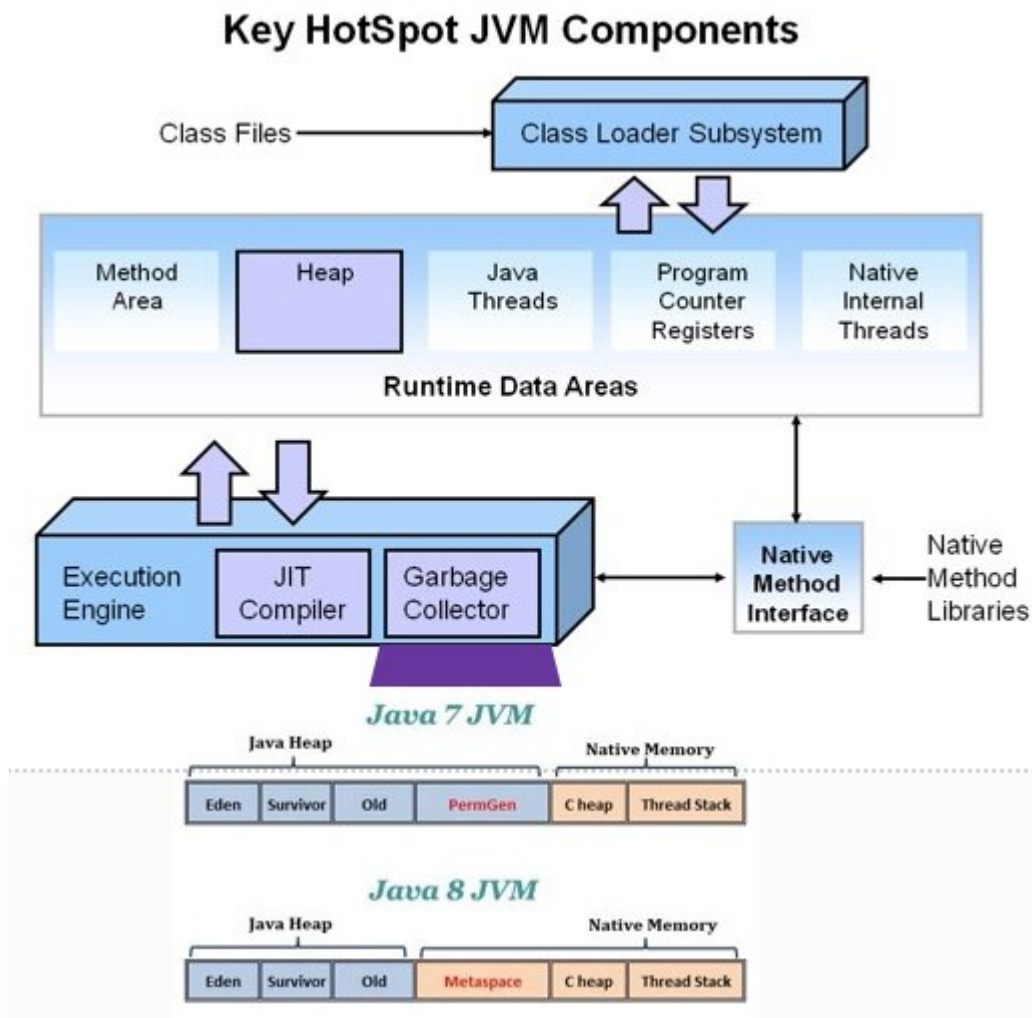 Key HotSpot JVM Components
Class Files
Class Loader Subsystem
Method
Area
Heap
Java
Threads
Program
Counter
Registers
Native
Internal
Threads
Runtime Data Areas
Execution
Engine
JIT
Compiler
Garbage
Collector
Native
Method
Interface
Native
Method
Libraries
Java 7 JVM
Java Heap
Native Memory
Eden
Survivor
Old
PermGen
C heap
Thread Stack
Java 8 JVM
Java Heap
Native Memory
Eden
Survivor
Old
Metaspace
C heap
Thread Stack